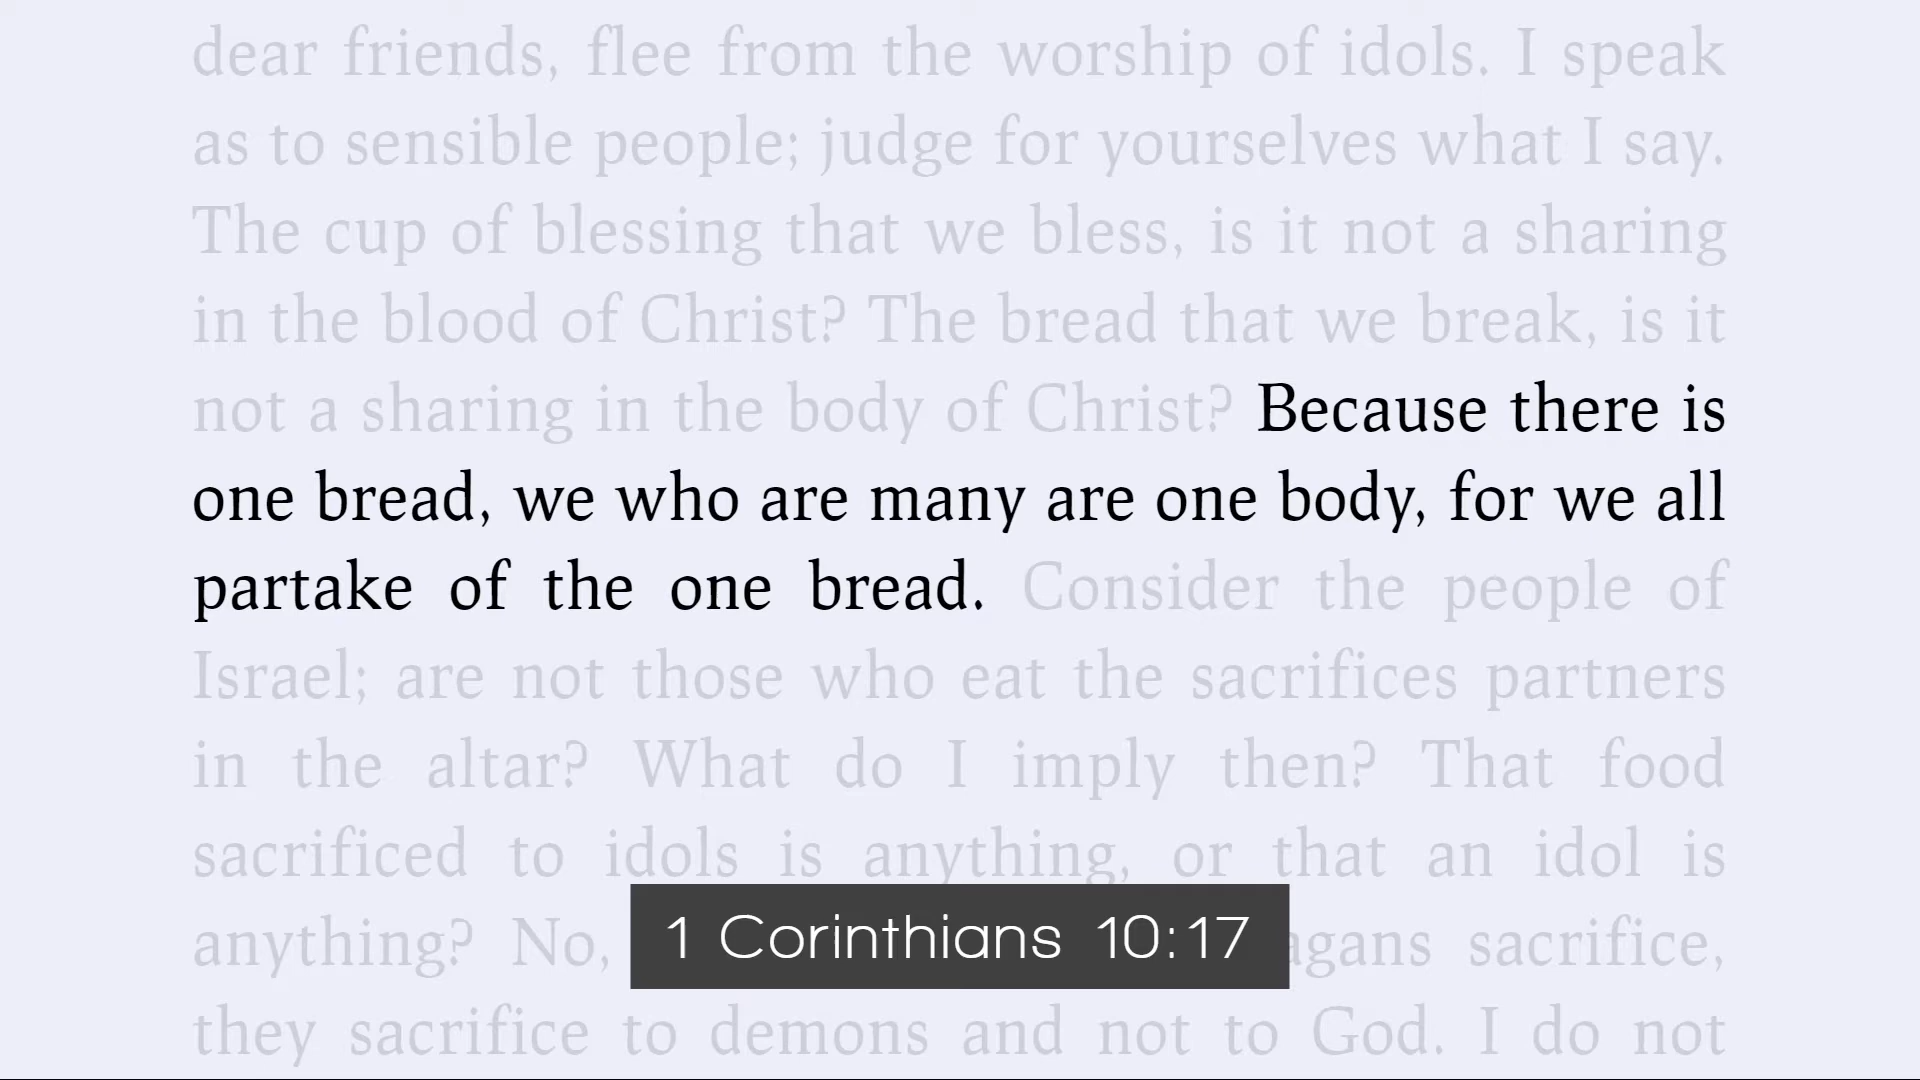 dear friends, flee from the worship of idols. I speak
as to sensible people; judge for yourselves what I say.
The cup of blessing that we bless, is it not a sharing
in the blood of Christ? The bread that we break, is it
not a sharing in the body of Christ? Because there is
one bread, we who are many are one body, for we all
partake of the one bread. Consider the people of
Israel; are not those who eat the sacrifices partners
in the altar? What do I imply then? That food
sacrificed to idols is anything, or that an idol is
anything? No, agans sacrifice,
1 Corinthians 10:17
they sacrifice to demons and not to God. I do not